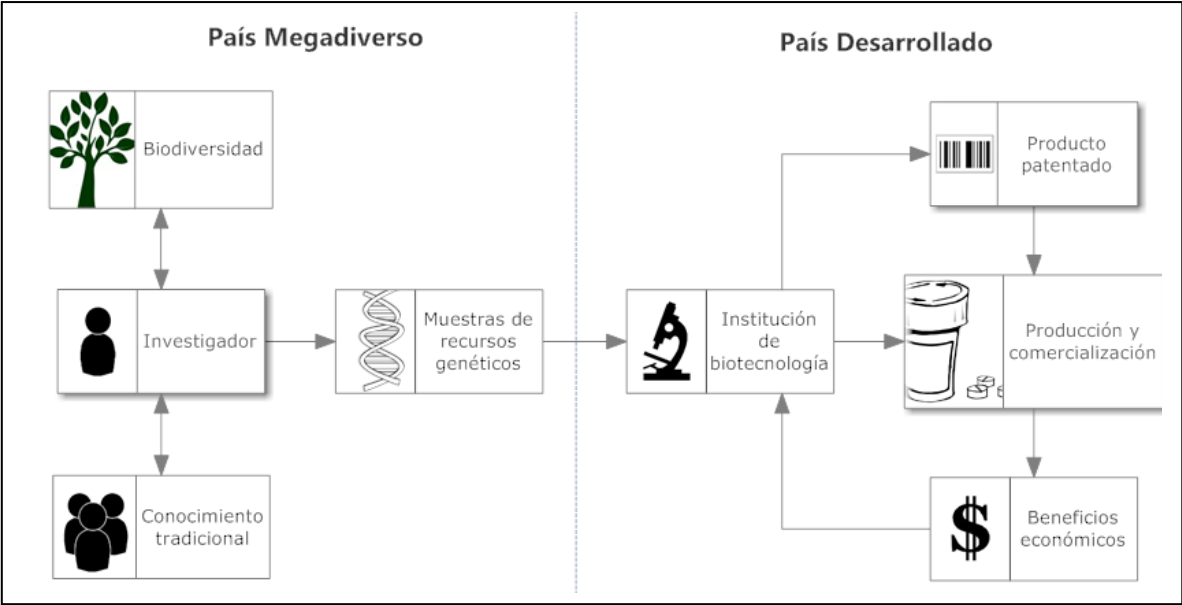 País Megadiverso
País Desarrollado
Biodiversidad
Investigador
Conocimiento
tradicional
Muestras de
recursos
genéticos
Institución
de
biotecnología
Producto
patentado
Producción y
comercialización
$
Beneficios
económicos